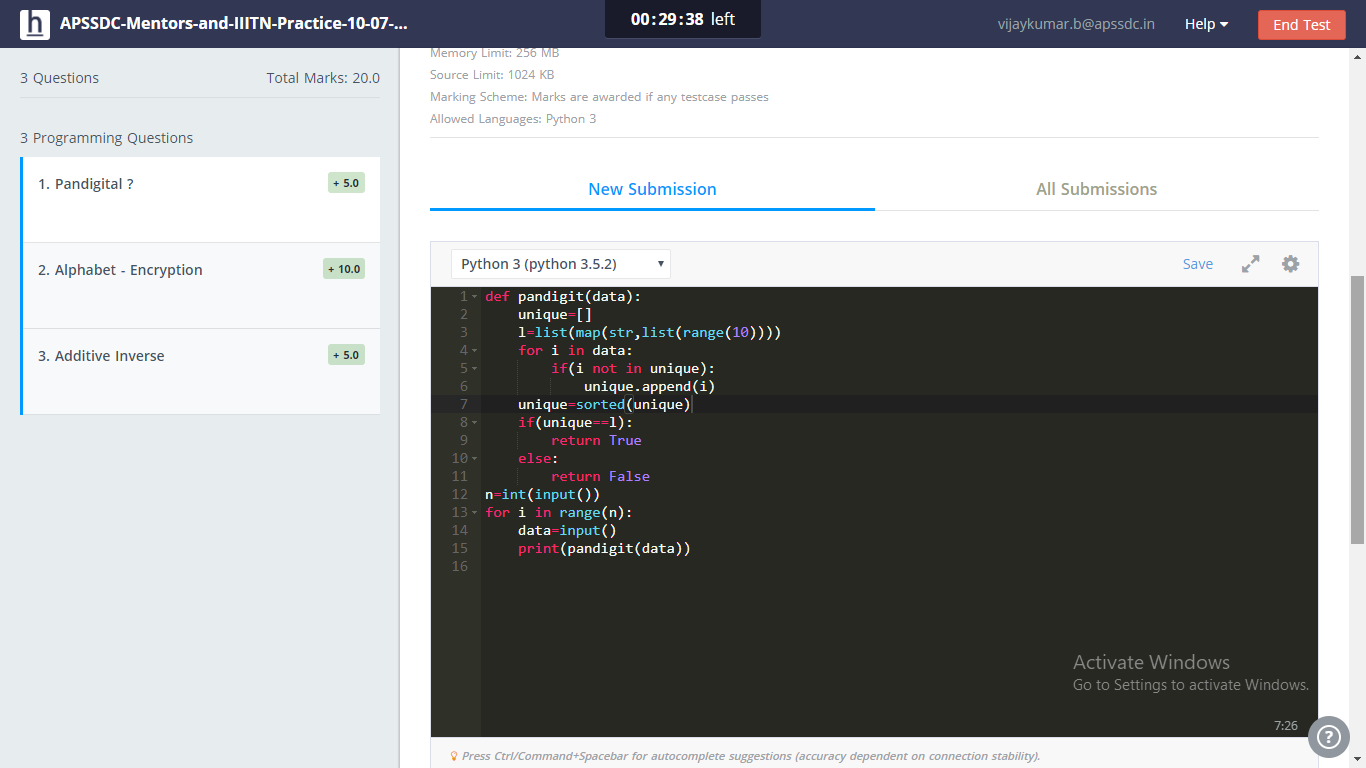 h APSSDC-Mentors-and-IIITN-Practice-10-07-...
00:29:38 left
vijaykumar.b@apssdc.in
Help
End Test
3 Questions
Total Marks: 20.0
3 Programming Questions
1. Pandigital ?
+ 5.0
2. Alphabet - Encryption
+ 10.0
3. Additive Inverse
+ 5.0
Memory Limit: 256 MB
Source Limit: 1024 KB
Marking Scheme: Marks are awarded if any testcase passes
Allowed Languages: Python 3
New Submission
All Submissions
Python 3 (python 3.5.2)
Save
1 def pandigit(data):
2 unique=[]
3 l=list(map(str,list(range(10))))
4 for i in data:
5 if(i not in unique):
6 unique.append(i)
7 unique=sorted(unique)
8 if(unique==l):
9 return True
10 else:
11 return False
12 n=int(input())
13 for i in range(n):
14 data=input()
15 print(pandigit(data))
16
Activate Windows
Go to Settings to activate Windows.
7:26
?
Press Ctrl/Command+Spacebar for autocomplete suggestions (accuracy dependent on connection stability).